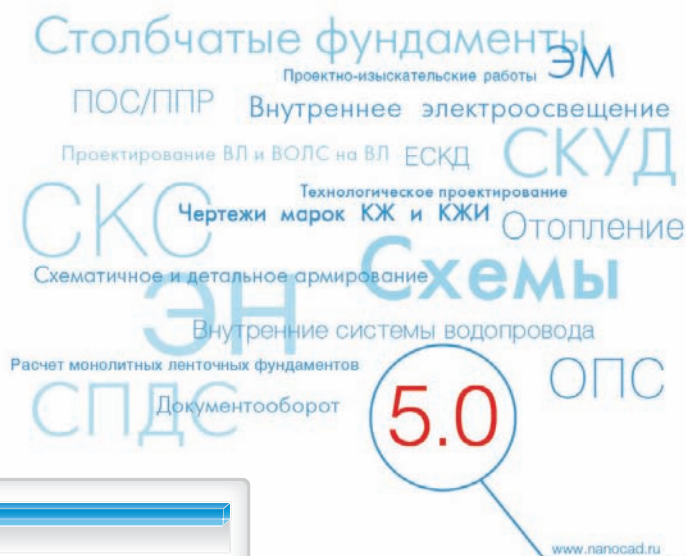 Столбчатые фундаменты
Проектно-изыскательские работы
ЭМ
ПОС/ППР
Внутреннее электроосвещение
Проектирование ВЛ и ВОЛС на ВЛ
ЕСКД
СКУД
СКС
Технологическое проектирование
Чертежи марок КЖ и КЖИ
Отопление
Схематичное и детальное армирование
Схемы
ЭН
Внутренние системы водопровода
Расчет монолитных ленточных фундаментов
ОПС
СПДС
Документооборот
5.0
www.nanocad.ru